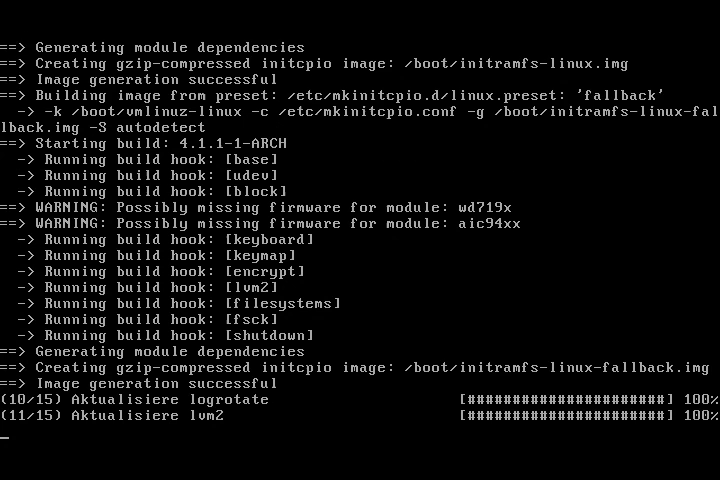 ==> Generating module dependencies
==> Creating gzip-compressed initcpio image: /boot/initramfs-linux.img
==> Image generation successful
==> Building image from preset: /etc/mkinitcpio.d/linux.preset: 'fallback'
  -> -k /boot/vmlinuz-linux -c /etc/mkinitcpio.conf -g /boot/initramfs-linux-fal
lback.img -S autodetect
==> Starting build: 4.1.1-1-ARCH
  -> Running build hook: [base]
  -> Running build hook: [udev]
  -> Running build hook: [block]
==> WARNING: Possibly missing firmware for module: wd719x
==> WARNING: Possibly missing firmware for module: aic94xx
  -> Running build hook: [keyboard]
  -> Running build hook: [keymap]
  -> Running build hook: [encrypt]
  -> Running build hook: [lvm2]
  -> Running build hook: [filesystems]
  -> Running build hook: [fsck]
  -> Running build hook: [shutdown]
==> Generating module dependencies
==> Creating gzip-compressed initcpio image: /boot/initramfs-linux-fallback.img
==> Image generation successful
(10/15) Aktualisiere logrotate                     [######################] 100%
(11/15) Aktualisiere lvm2                          [######################] 100%
_